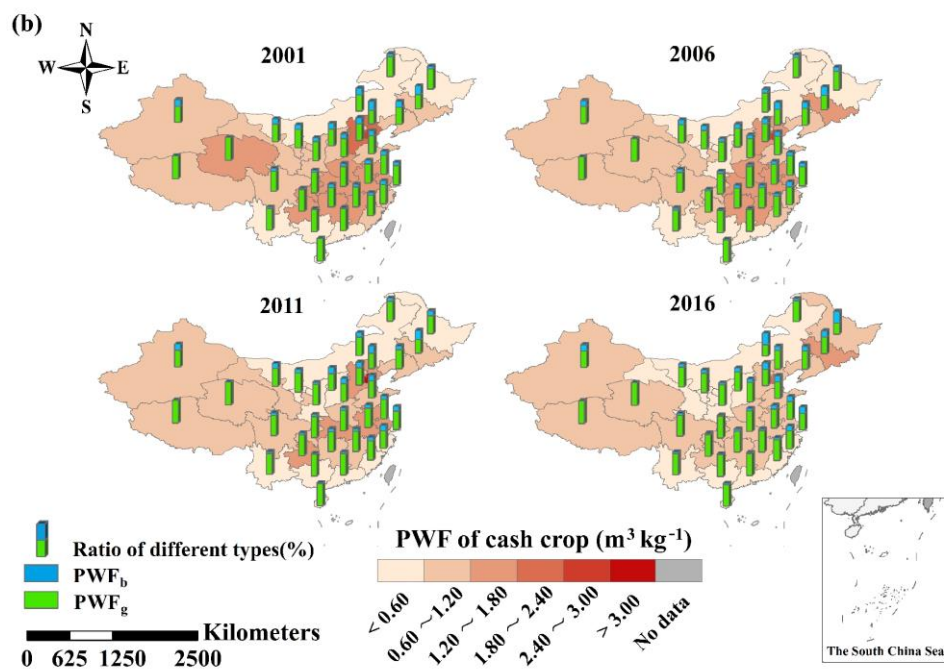 (b)
N
W E
S
2001
2006
2011
2016
Ratio of different types(%)
PWF_b
PWF_g
Kilometers
0 625 1250 2500
PWF of cash crop (m³ kg⁻¹)
< 0.60
0.60～1.20
1.20～1.80
1.80～2.40
2.40～3.00
> 3.00
No data
The South China Sea